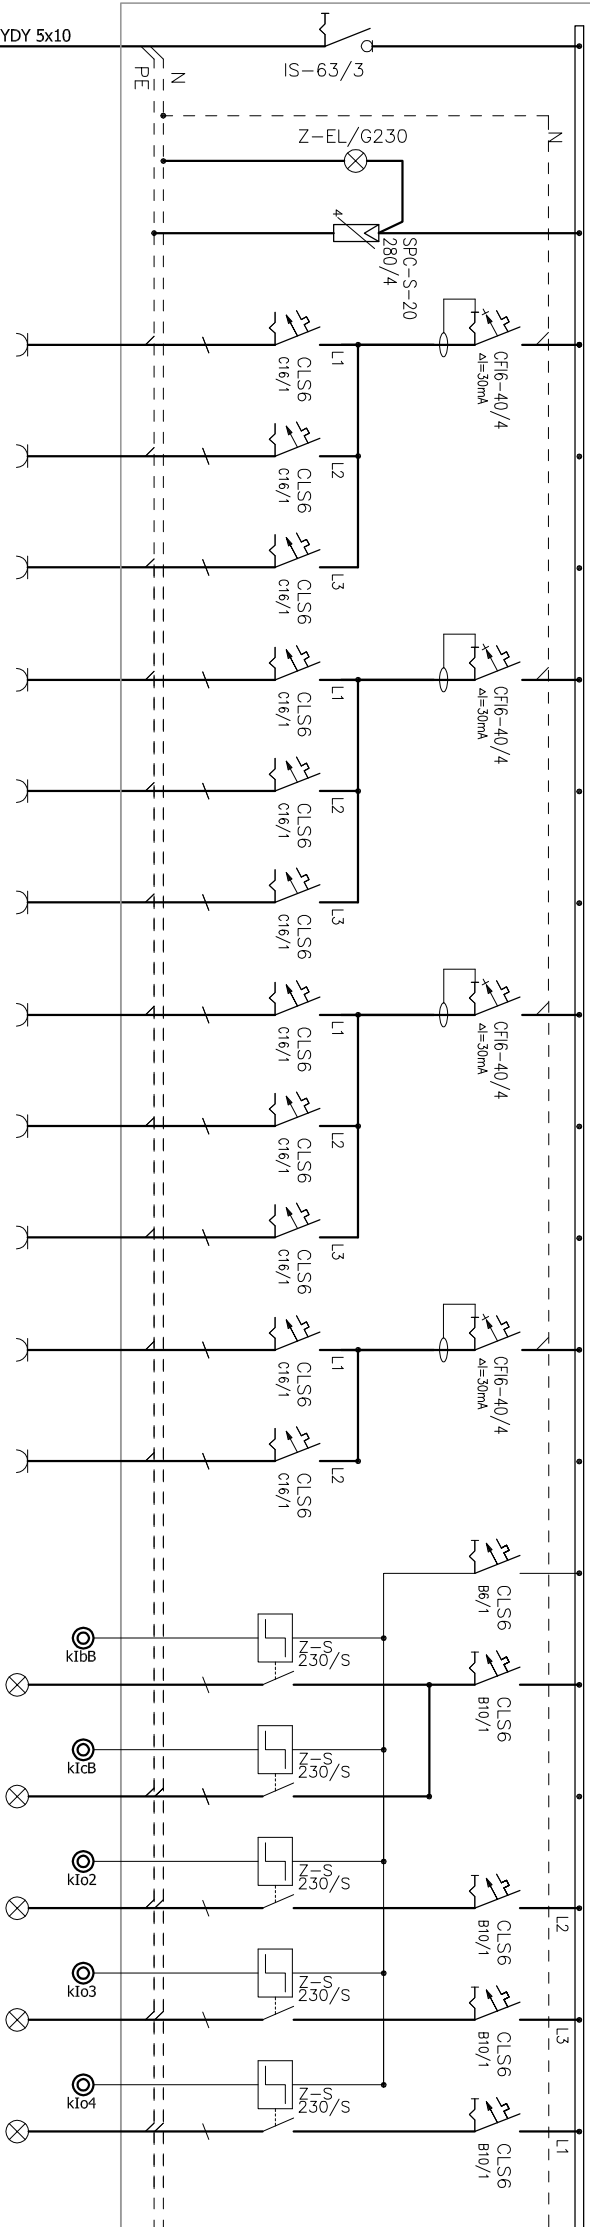 YDY 5x10
IS-63/3
PE
N
Z-EL/G230
N
4
SPC-S-20
280/4
CFI6-40/4
ΔI=30mA
L1
CLS6
C16/1
L2
CLS6
C16/1
L3
CLS6
C16/1
CFI6-40/4
ΔI=30mA
L1
CLS6
C16/1
L2
CLS6
C16/1
L3
CLS6
C16/1
CFI6-40/4
ΔI=30mA
L1
CLS6
C16/1
L2
CLS6
C16/1
L3
CLS6
C16/1
CFI6-40/4
ΔI=30mA
L1
CLS6
C16/1
L2
CLS6
C16/1
CLS6
B6/1
Z-S
230/S
kIbB
CLS6
B10/1
Z-S
230/S
kIcB
Z-S
230/S
kIo2
L2
CLS6
B10/1
Z-S
230/S
kIo3
L3
CLS6
B10/1
Z-S
230/S
kIo4
L1
CLS6
B10/1